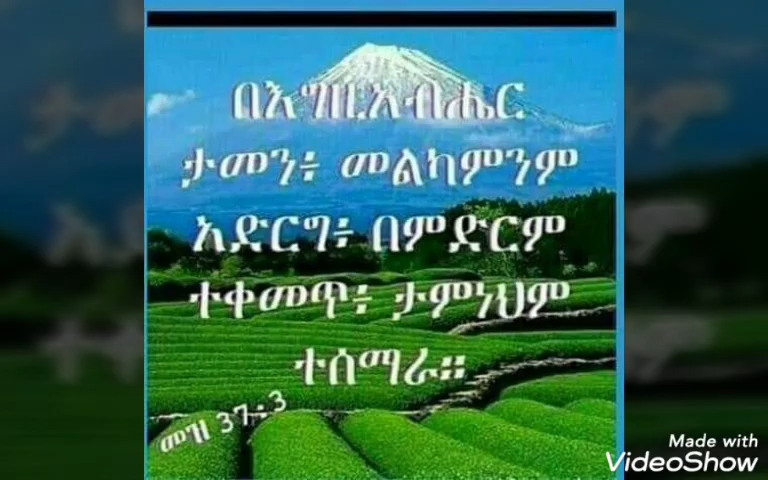 በእግዚአብሔር
ታመን፥ መልካምንም
አድርግ፥ በምድርም
ተቀመጥ፥ ታምነህም
ተሰማራ።
መዝ 37፥3
Made with
VideoShow